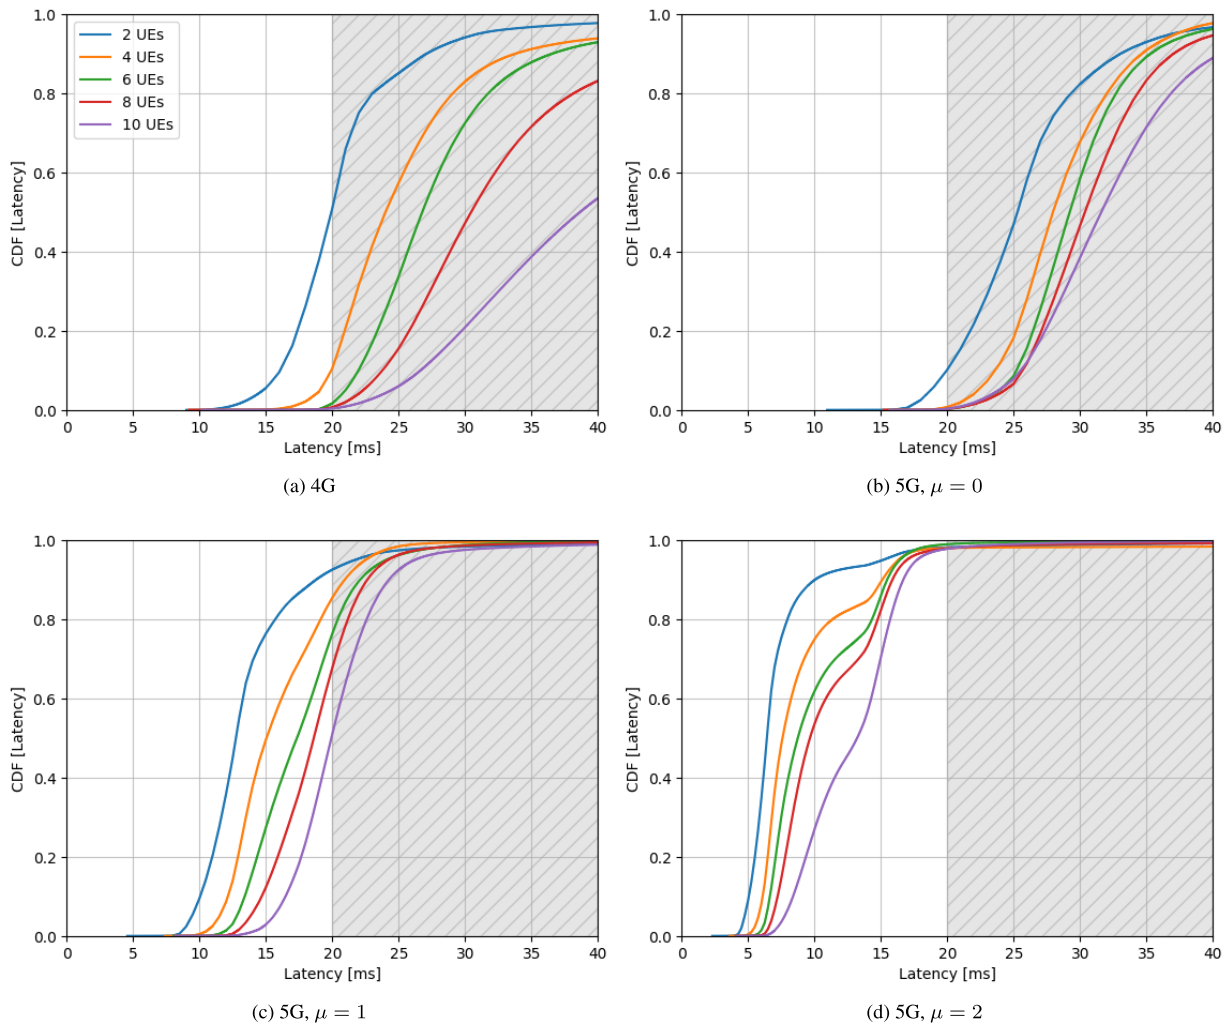 1.0
0.8
0.6
0.4
0.2
0.0
CDF [Latency]
2 UEs
4 UEs
6 UEs
8 UEs
10 UEs
0 5 10 15 20 25 30 35 40
Latency [ms]
(a) 4G
1.0
0.8
0.6
0.4
0.2
0.0
CDF [Latency]
0 5 10 15 20 25 30 35 40
Latency [ms]
(b) 5G, μ = 0
1.0
0.8
0.6
0.4
0.2
0.0
CDF [Latency]
0 5 10 15 20 25 30 35 40
Latency [ms]
(c) 5G, μ = 1
1.0
0.8
0.6
0.4
0.2
0.0
CDF [Latency]
0 5 10 15 20 25 30 35 40
Latency [ms]
(d) 5G, μ = 2